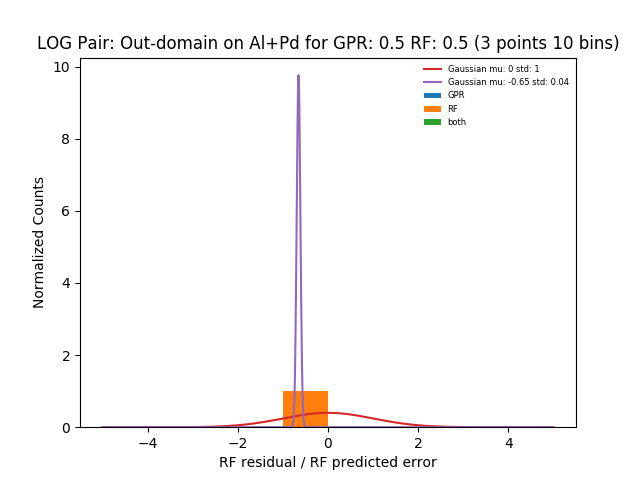 LOG Pair: Out-domain on Al+Pd for GPR: 0.5 RF: 0.5 (3 points 10 bins)
Gaussian mu: 0 std: 1
Gaussian mu: -0.65 std: 0.04
GPR
RF
both
Normalized Counts
10
8
6
4
2
0
−4
−2
0
2
4
RF residual / RF predicted error